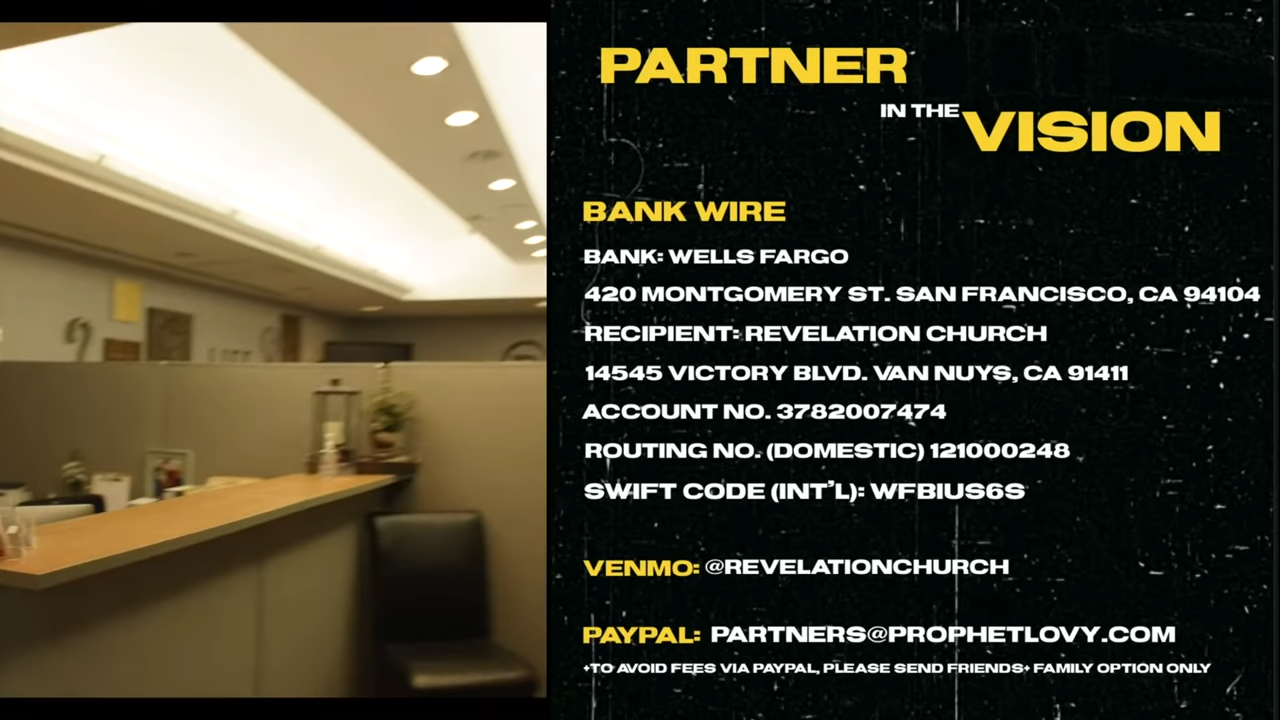 PARTNER
IN THE VISION
BANK WIRE
BANK: WELLS FARGO
420 MONTGOMERY ST. SAN FRANCISCO, CA 94104
RECIPIENT: REVELATION CHURCH
14545 VICTORY BLVD. VAN NUYS, CA 91411
ACCOUNT NO. 3782007474
ROUTING NO. (DOMESTIC) 121000248
SWIFT CODE (INT'L): WFBIUS6S
VENMO: @REVELATIONCHURCH
PAYPAL: PARTNERS@PROPHETLOVY.COM
+TO AVOID FEES VIA PAYPAL, PLEASE SEND FRIENDS+ FAMILY OPTION ONLY